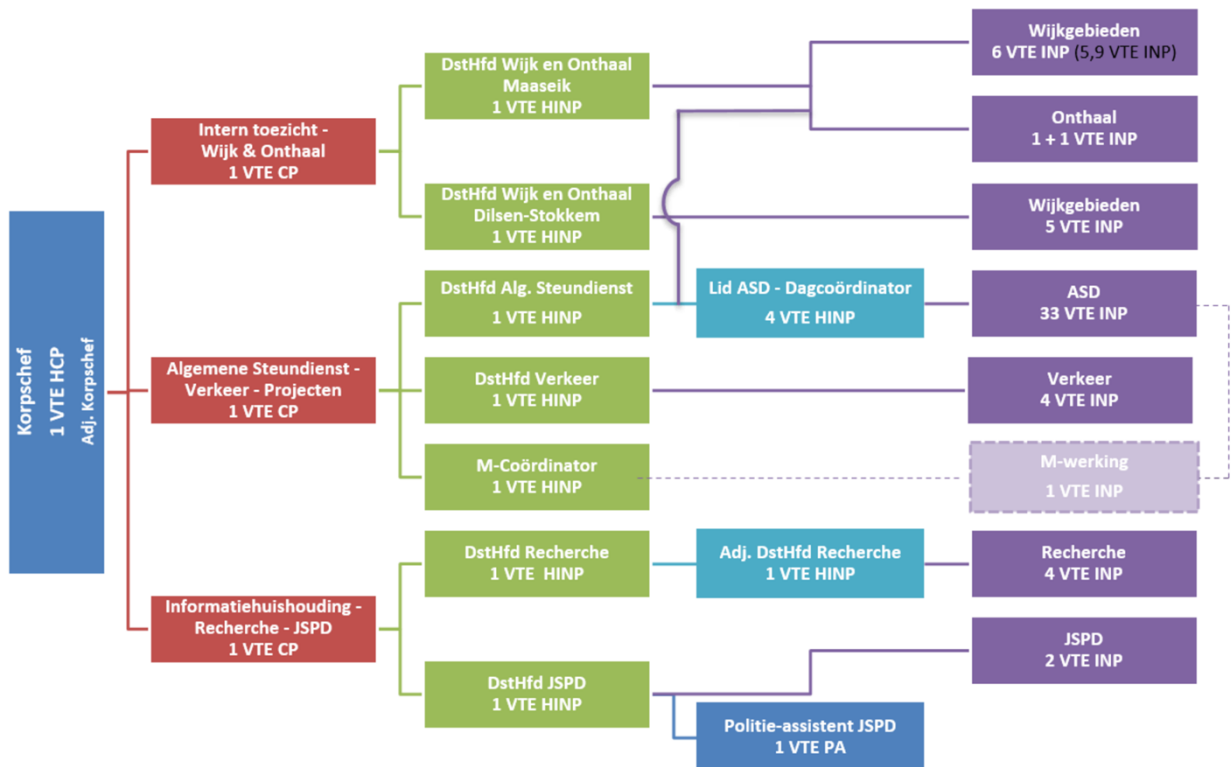 Korpschef
1 VTE HCP
Adj. Korpschef
Intern toezicht -
Wijk & Onthaal
1 VTE CP
DstHfd Wijk en Onthaal
Maaseik
1 VTE HINP
Wijkgebieden
6 VTE INP (5,9 VTE INP)
Onthaal
1 + 1 VTE INP
DstHfd Wijk en Onthaal
Dilsen-Stokkem
1 VTE HINP
Wijkgebieden
5 VTE INP
Algemene Steundienst -
Verkeer - Projecten
1 VTE CP
DstHfd Alg. Steundienst
1 VTE HINP
Lid ASD - Dagcoördinator
4 VTE HINP
ASD
33 VTE INP
DstHfd Verkeer
1 VTE HINP
Verkeer
4 VTE INP
M-Coördinator
1 VTE HINP
M-werking
1 VTE INP
Informatiehuishouding -
Recherche - JSPD
1 VTE CP
DstHfd Recherche
1 VTE HINP
Adj. DstHfd Recherche
1 VTE HINP
Recherche
4 VTE INP
DstHfd JSPD
1 VTE HINP
JSPD
2 VTE INP
Politie-assistent JSPD
1 VTE PA